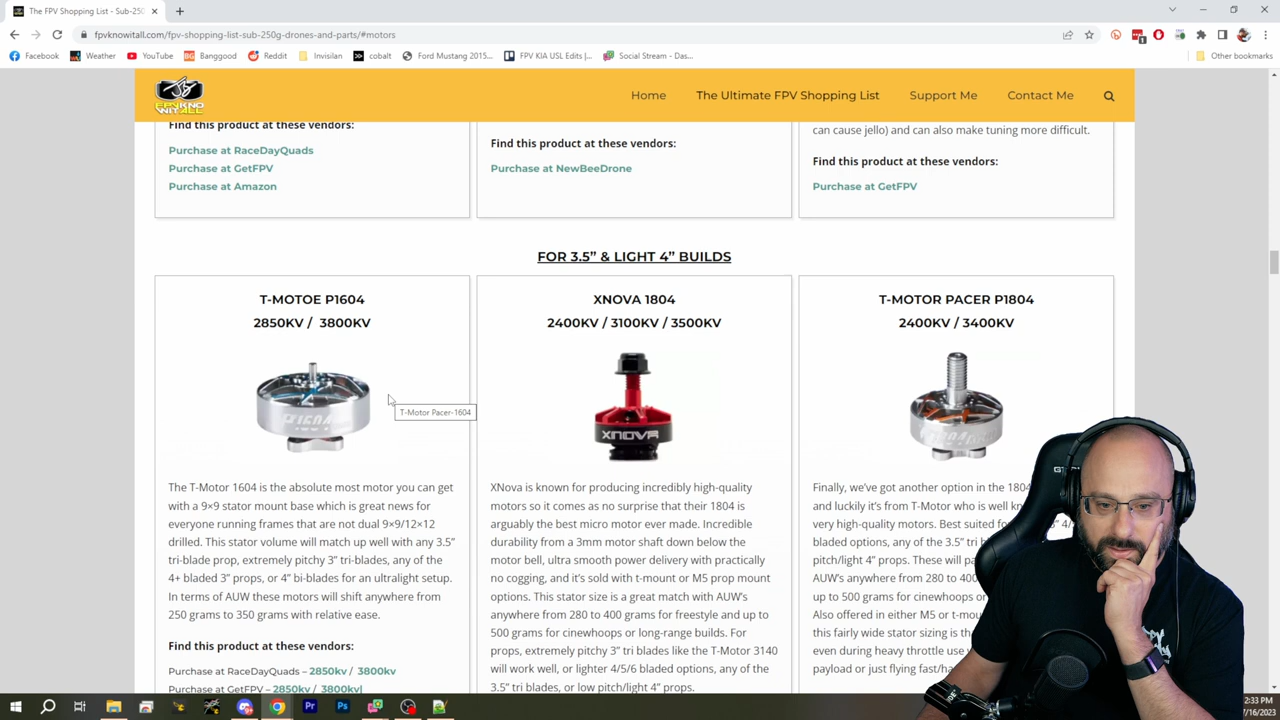 The FPV Shopping List - Sub-250
fpvknowitall.com/fpv-shopping-list-sub-250g-drones-and-parts/#motors
Facebook
Weather
YouTube
Banggood
Reddit
Invisilan
cobalt
Ford Mustang 2015...
FPV KIA USL Edits |...
Social Stream - Das...
Other bookmarks
FPV KNO
WIT ALL
Home
The Ultimate FPV Shopping List
Support Me
Contact Me
Find this product at these vendors:
Purchase at RaceDayQuads
Purchase at GetFPV
Purchase at Amazon
Find this product at these vendors:
Purchase at NewBeeDrone
can cause jello) and can also make tuning more difficult.
Find this product at these vendors:
Purchase at GetFPV
FOR 3.5” & LIGHT 4” BUILDS
T-MOTOE P1604
2850KV / 3800KV
T-Motor Pacer-1604
The T-Motor 1604 is the absolute most motor you can get
with a 9×9 stator mount base which is great news for
everyone running frames that are not dual 9×9/12×12
drilled. This stator volume will match up well with any 3.5”
tri-blade prop, extremely pitchy 3” tri-blades, any of the
4+ bladed 3” props, or 4” bi-blades for an ultralight setup.
In terms of AUW these motors will shift anywhere from
250 grams to 350 grams with relative ease.
Find this product at these vendors:
Purchase at RaceDayQuads – 2850kv / 3800kv
Purchase at GetFPV – 2850kv / 3800kv|
XNOVA 1804
2400KV / 3100KV / 3500KV
XNOVA
XNova is known for producing incredibly high-quality
motors so it comes as no surprise that their 1804 is
arguably the best micro motor ever made. Incredible
durability from a 3mm motor shaft down below the
motor bell, ultra smooth power delivery with practically
no cogging, and it’s sold with t-mount or M5 prop mount
options. This stator size is a great match with AUW’s
anywhere from 280 to 400 grams for freestyle and up to
500 grams for cinewhoops or long-range builds. For
props, extremely pitchy 3” tri blades like the T-Motor 3140
will work well, or lighter 4/5/6 bladed options, any of the
3.5” tri blades, or low pitch/light 4” props.
T-MOTOR PACER P1804
2400KV / 3400KV
Finally, we’ve got another option in the 1804
and luckily it’s from T-Motor who is well
very high-quality motors. Best suited 4/
bladed options, any of the 3.5” tri
pitch/light 4” props. These will
AUW’s anywhere from 280 to 400
up to 500 grams for cinewhoops
Also offered in either M5 or
this fairly wide stator sizing is
even during heavy throttle use
payload or just flying
2:33 PM
/16/2023